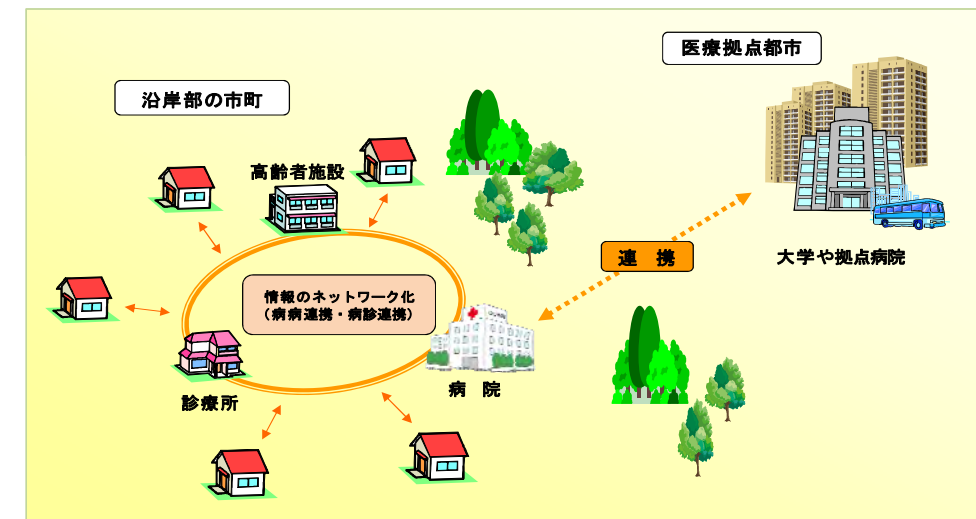 医療拠点都市
沿岸部の市町
高齢者施設
連 携
大学や拠点病院
情報のネットワーク化
（病病連携・病診連携）
病 院
診療所